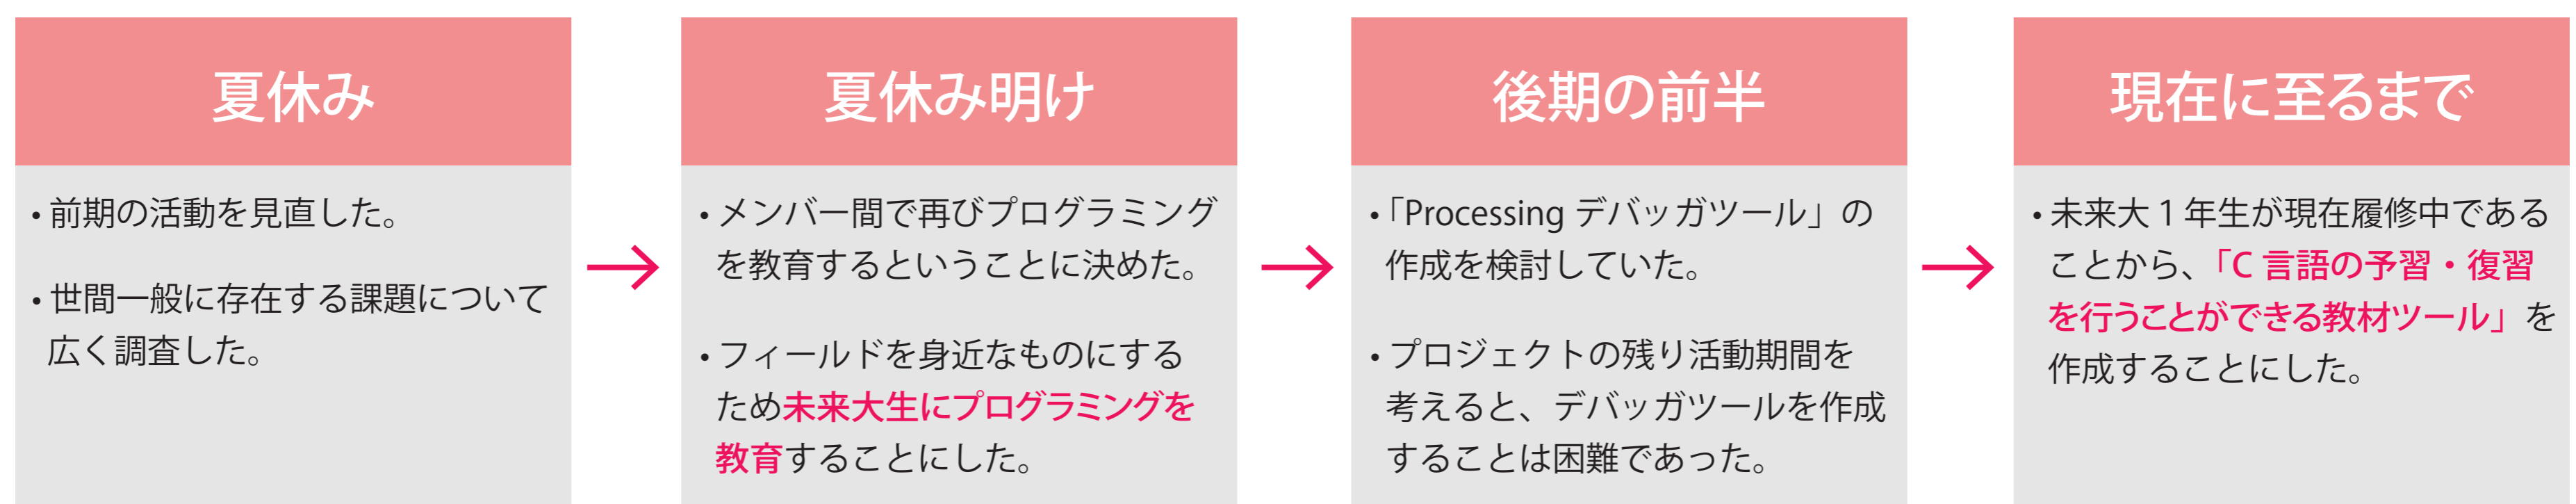 夏休み
・前期の活動を見直した。
・世間一般に存在する課題について
広く調査した。
夏休み明け
・メンバー間で再びプログラミング
を教育するということに決めた。
・フィールドを身近なものにする
ため未来大生にプログラミングを
教育することにした。
後期の前半
・「Processing デバッガツール」の
作成を検討していた。
・プロジェクトの残り活動期間を
考えると、デバッガツールを作成
することは困難であった。
現在に至るまで
・未来大 1 年生が現在履修中である
ことから、「C 言語の予習・復習
を行うことができる教材ツール」を
作成することにした。